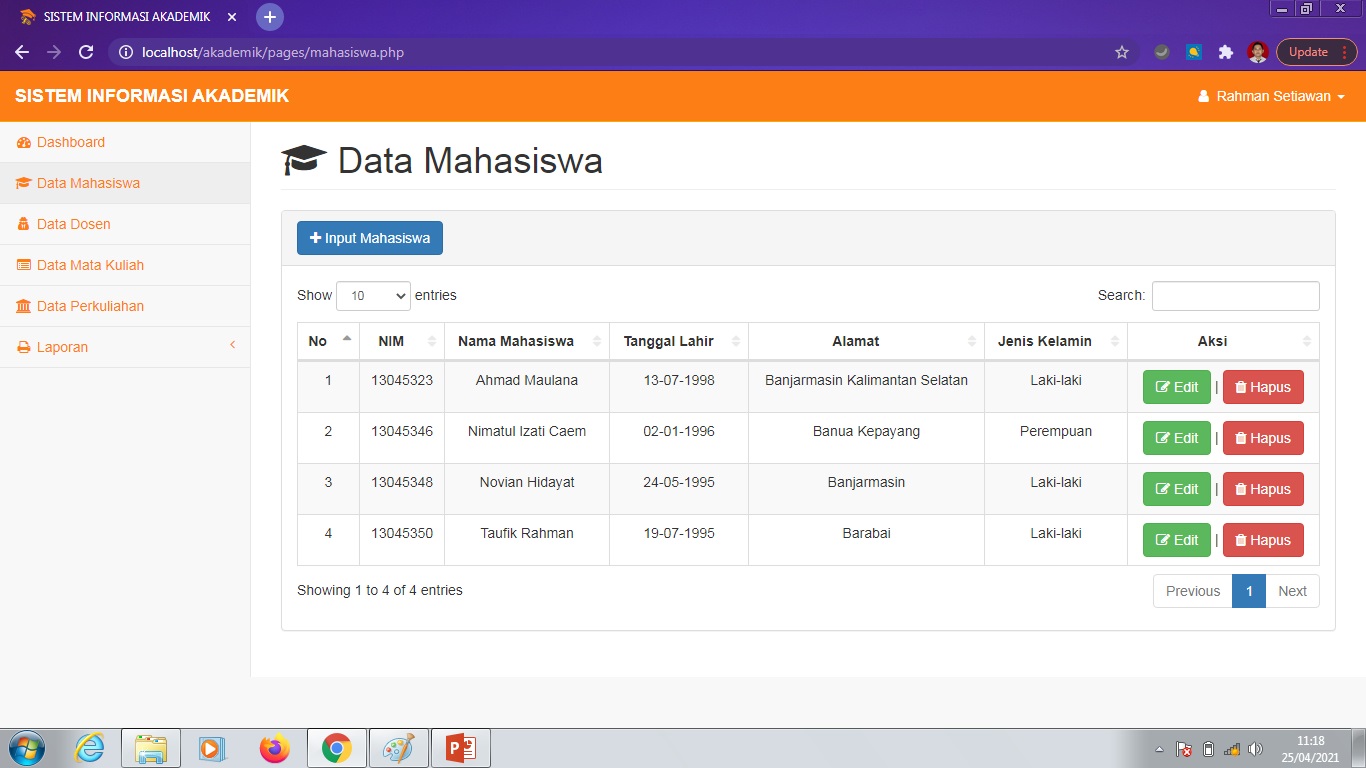 SISTEM INFORMASI AKADEMIK
localhost/akademik/pages/mahasiswa.php
Update
SISTEM INFORMASI AKADEMIK
Rahman Setiawan
Dashboard
Data Mahasiswa
Data Dosen
Data Mata Kuliah
Data Perkuliahan
Laporan
Data Mahasiswa
Input Mahasiswa
Show 10 entries
Search:
No NIM Nama Mahasiswa Tanggal Lahir Alamat Jenis Kelamin Aksi
1 13045323 Ahmad Maulana 13-07-1998 Banjarmasin Kalimantan Selatan Laki-laki Edit | Hapus
2 13045346 Nimatul Izati Caem 02-01-1996 Banua Kepayang Perempuan Edit | Hapus
3 13045348 Novian Hidayat 24-05-1995 Banjarmasin Laki-laki Edit | Hapus
4 13045350 Taufik Rahman 19-07-1995 Barabai Laki-laki Edit | Hapus
Showing 1 to 4 of 4 entries
Previous 1 Next
11:18
25/04/2021